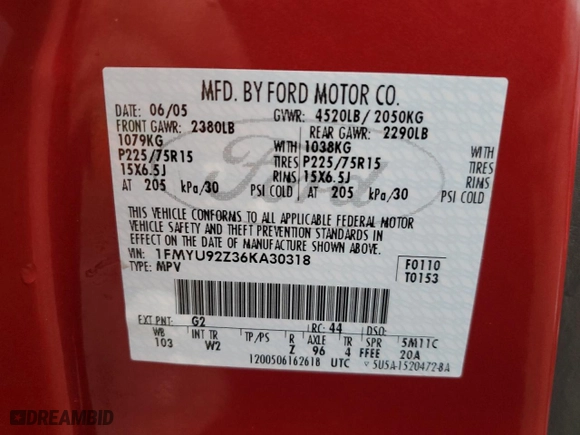 MFD. BY FORD MOTOR CO.
DATE: 06/05 GVWR: 4520LB/ 2050KG
FRONT GAWR: 2380LB REAR GAWR: 2290LB
1079KG WITH 1038KG WITH
P225/75R15 TIRES P225/75R15 TIRES
15X6.5J RIMS 15X6.5J RIMS
AT 205 kPa/30 PSI COLD AT 205 kPa/30 PSI COLD
Ford
THIS VEHICLE CONFORMS TO ALL APPLICABLE FEDERAL MOTOR
VEHICLE SAFETY AND THEFT PREVENTION STANDARDS IN
EFFECT ON THE DATE OF MANUFACTURE SHOWN ABOVE.
VIN: 1FMYU92Z36KA30318
TYPE: MPV
F0110
T0153
EXT PNT: G2 RC: 44 DSO:
WB INT TR TP/PS R AXLE TR SPR 5M11C
103 W2 Z 96 4 FFEE 20A
12005061626IB UTC
DREAMBID